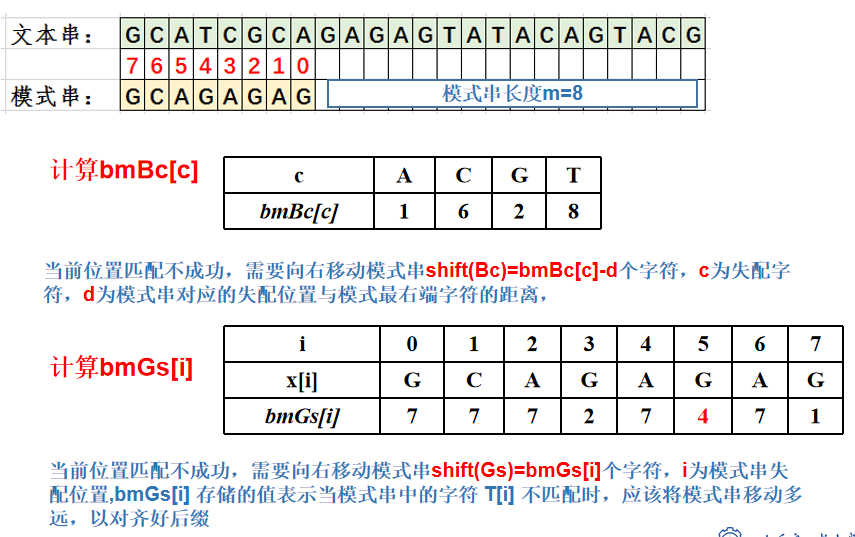 文本串： G C A T C G C A G A G A G T A T A C A G T A C G
7 6 5 4 3 2 1 0
模式串： G C A G A G A G 模式串长度m=8
计算bmBc[c]
c A C G T
bmBc[c] 1 6 2 8
当前位置匹配不成功，需要向右移动模式串shift(Bc)=bmBc[c]-d个字符，c为失配字
符，d为模式串对应的失配位置与模式最右端字符的距离，
计算bmGs[i]
i 0 1 2 3 4 5 6 7
x[i] G C A G A G A G
bmGs[i] 7 7 7 2 7 4 7 1
当前位置匹配不成功，需要向右移动模式串shift(Gs)=bmGs[i]个字符，i为模式串失
配位置,bmGs[i] 存储的值表示当模式串中的字符 T[i] 不匹配时，应该将模式串移动多
远，以对齐好后缀